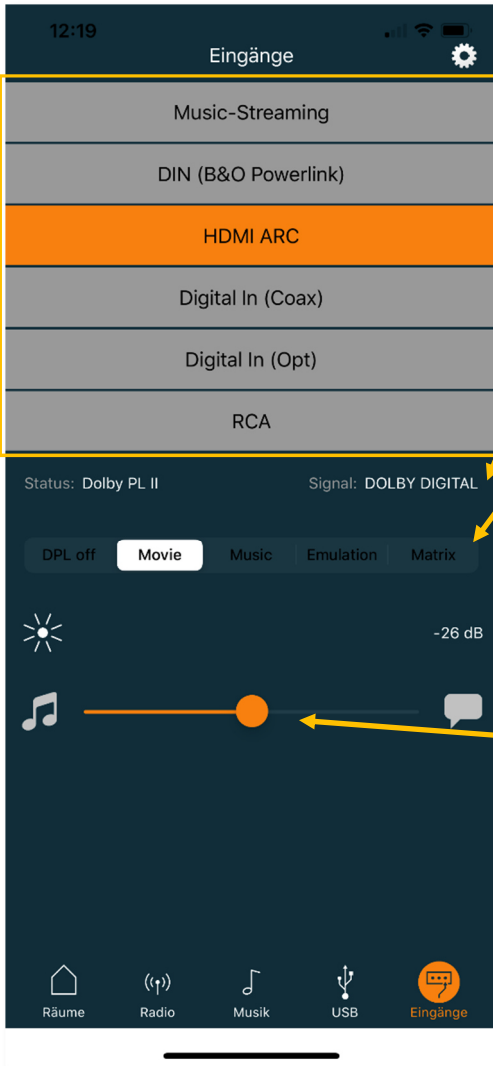 12:19
Eingänge
Music-Streaming
DIN (B&O Powerlink)
HDMI ARC
Digital In (Coax)
Digital In (Opt)
RCA
Status: Dolby PL II Signal: DOLBY DIGITAL
DPL off Movie Music Emulation Matrix
-26 dB
Räume Radio Musik USB Eingänge